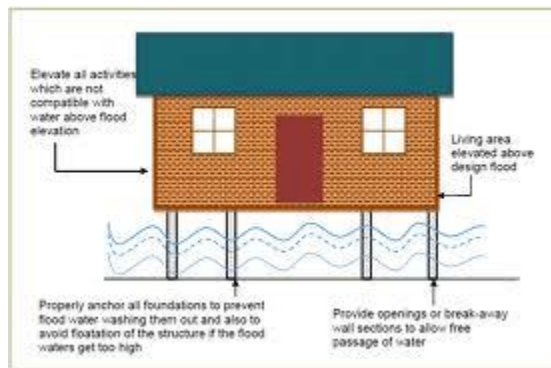 Elevate all activities
which are not
compatible with
water above flood
elevation
Living area
elevated above
design flood
Properly anchor all foundations to prevent
flood water washing them out and also to
avoid floatation of the structure if the flood
waters get too high
Provide openings or break-away
wall sections to allow free
passage of water